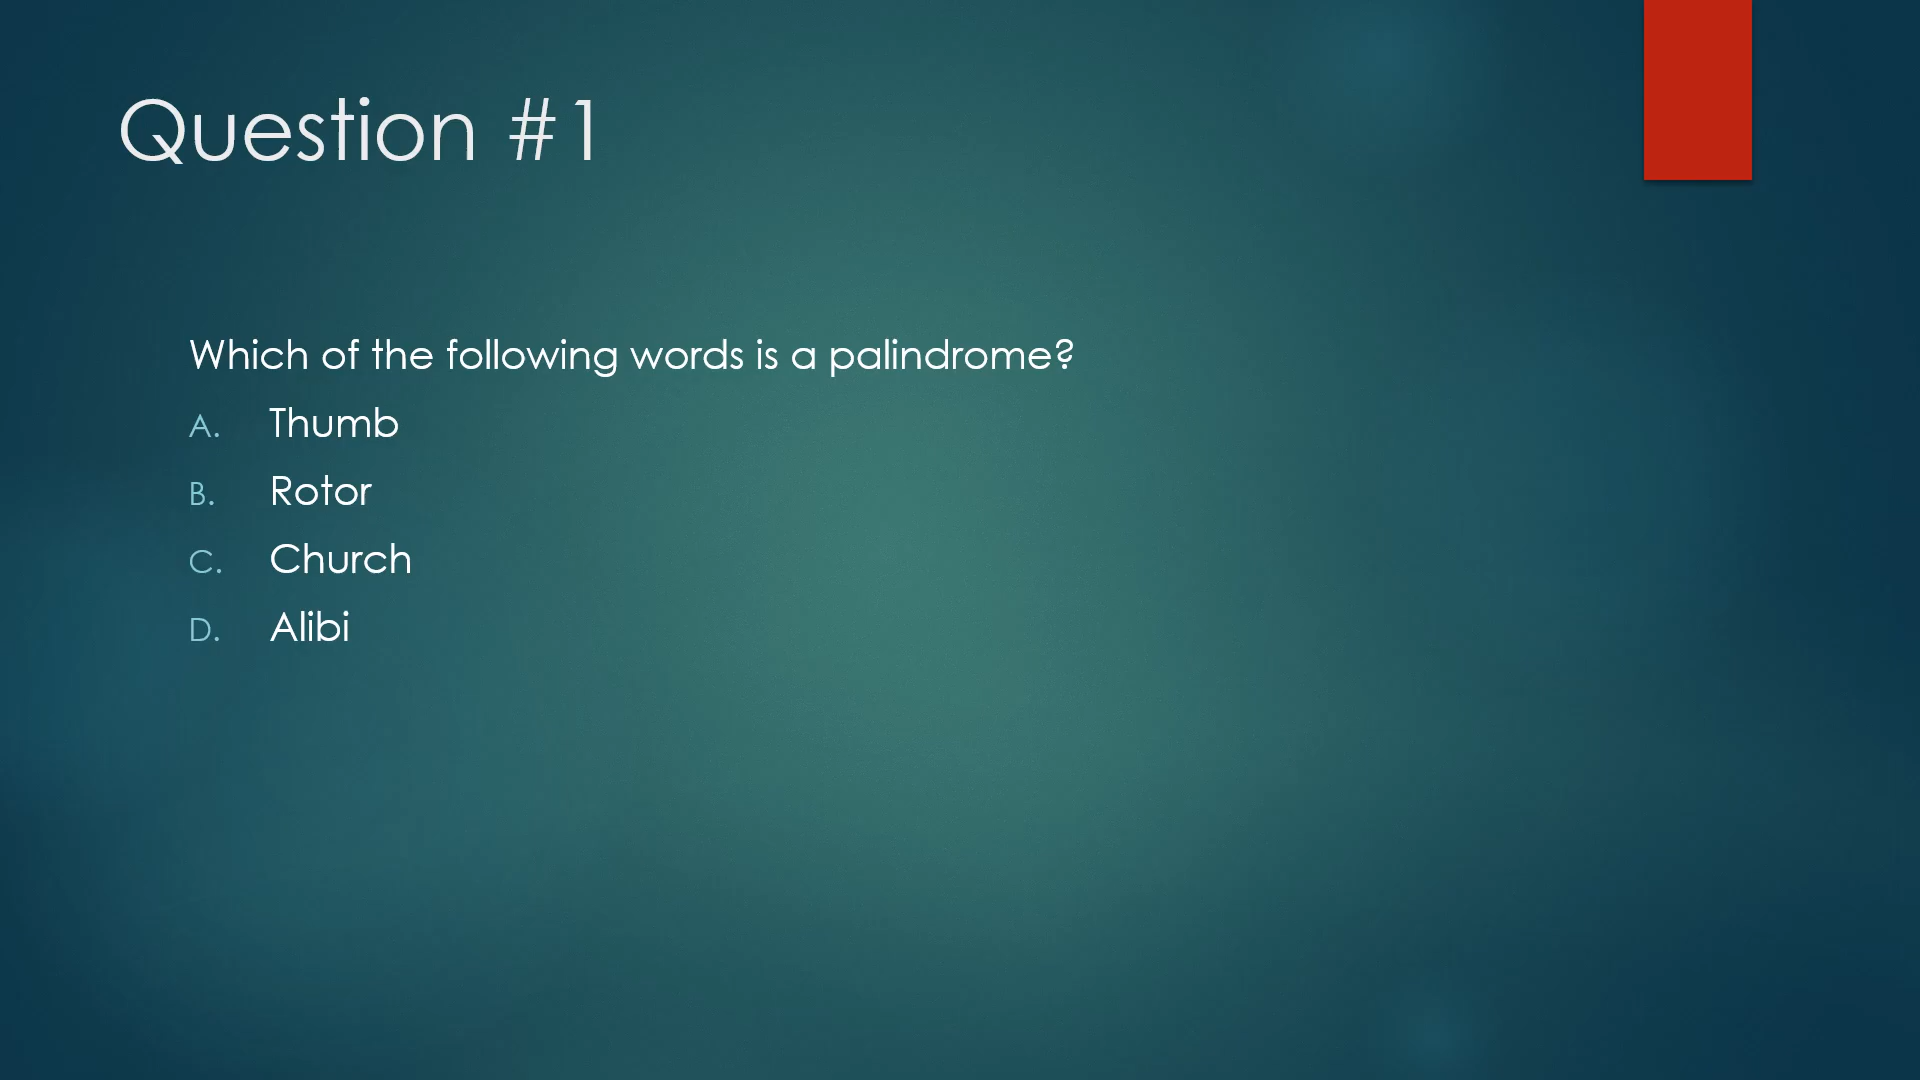 Question #1
Which of the following words is a palindrome?
A. Thumb
B. Rotor
C. Church
D. Alibi